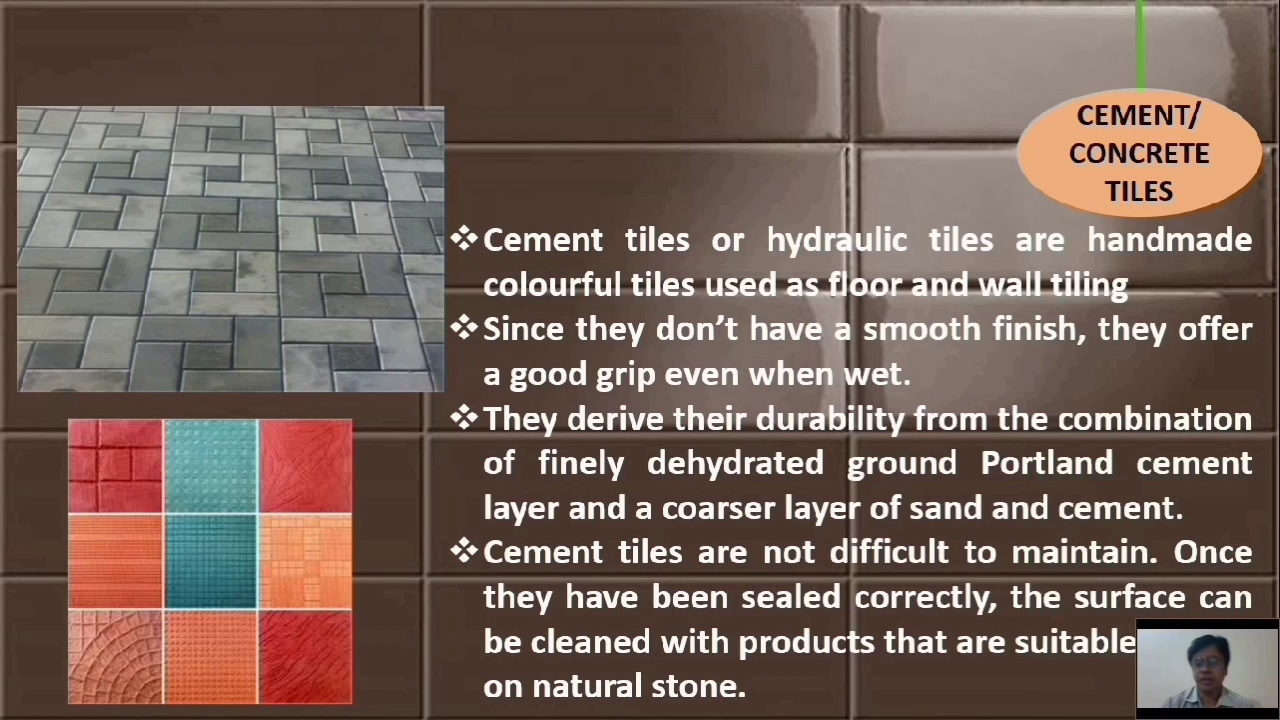 CEMENT/
CONCRETE
TILES
❖Cement tiles or hydraulic tiles are handmade
colourful tiles used as floor and wall tiling
❖Since they don’t have a smooth finish, they offer
a good grip even when wet.
❖They derive their durability from the combination
of finely dehydrated ground Portland cement
layer and a coarser layer of sand and cement.
❖Cement tiles are not difficult to maintain. Once
they have been sealed correctly, the surface can
be cleaned with products that are suitable
on natural stone.